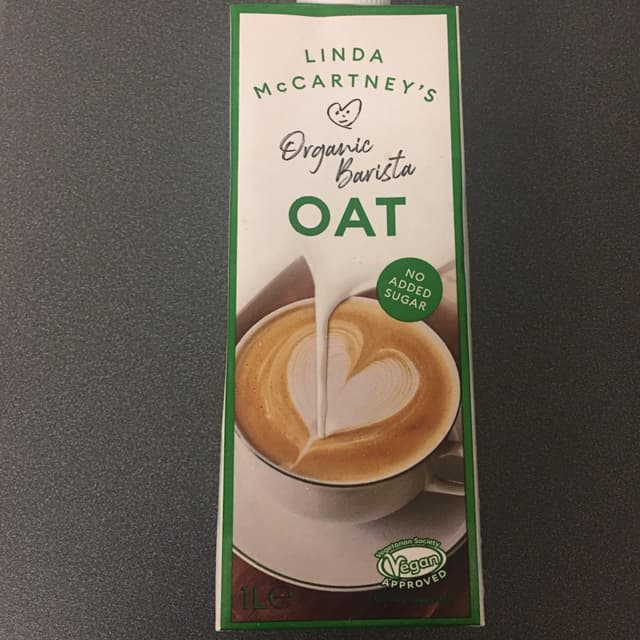 LINDA
McCARTNEY'S
Organic
Barista
OAT
NO
ADDED
SUGAR
Vegetarian Society
Vegan
APPROVED
1L e